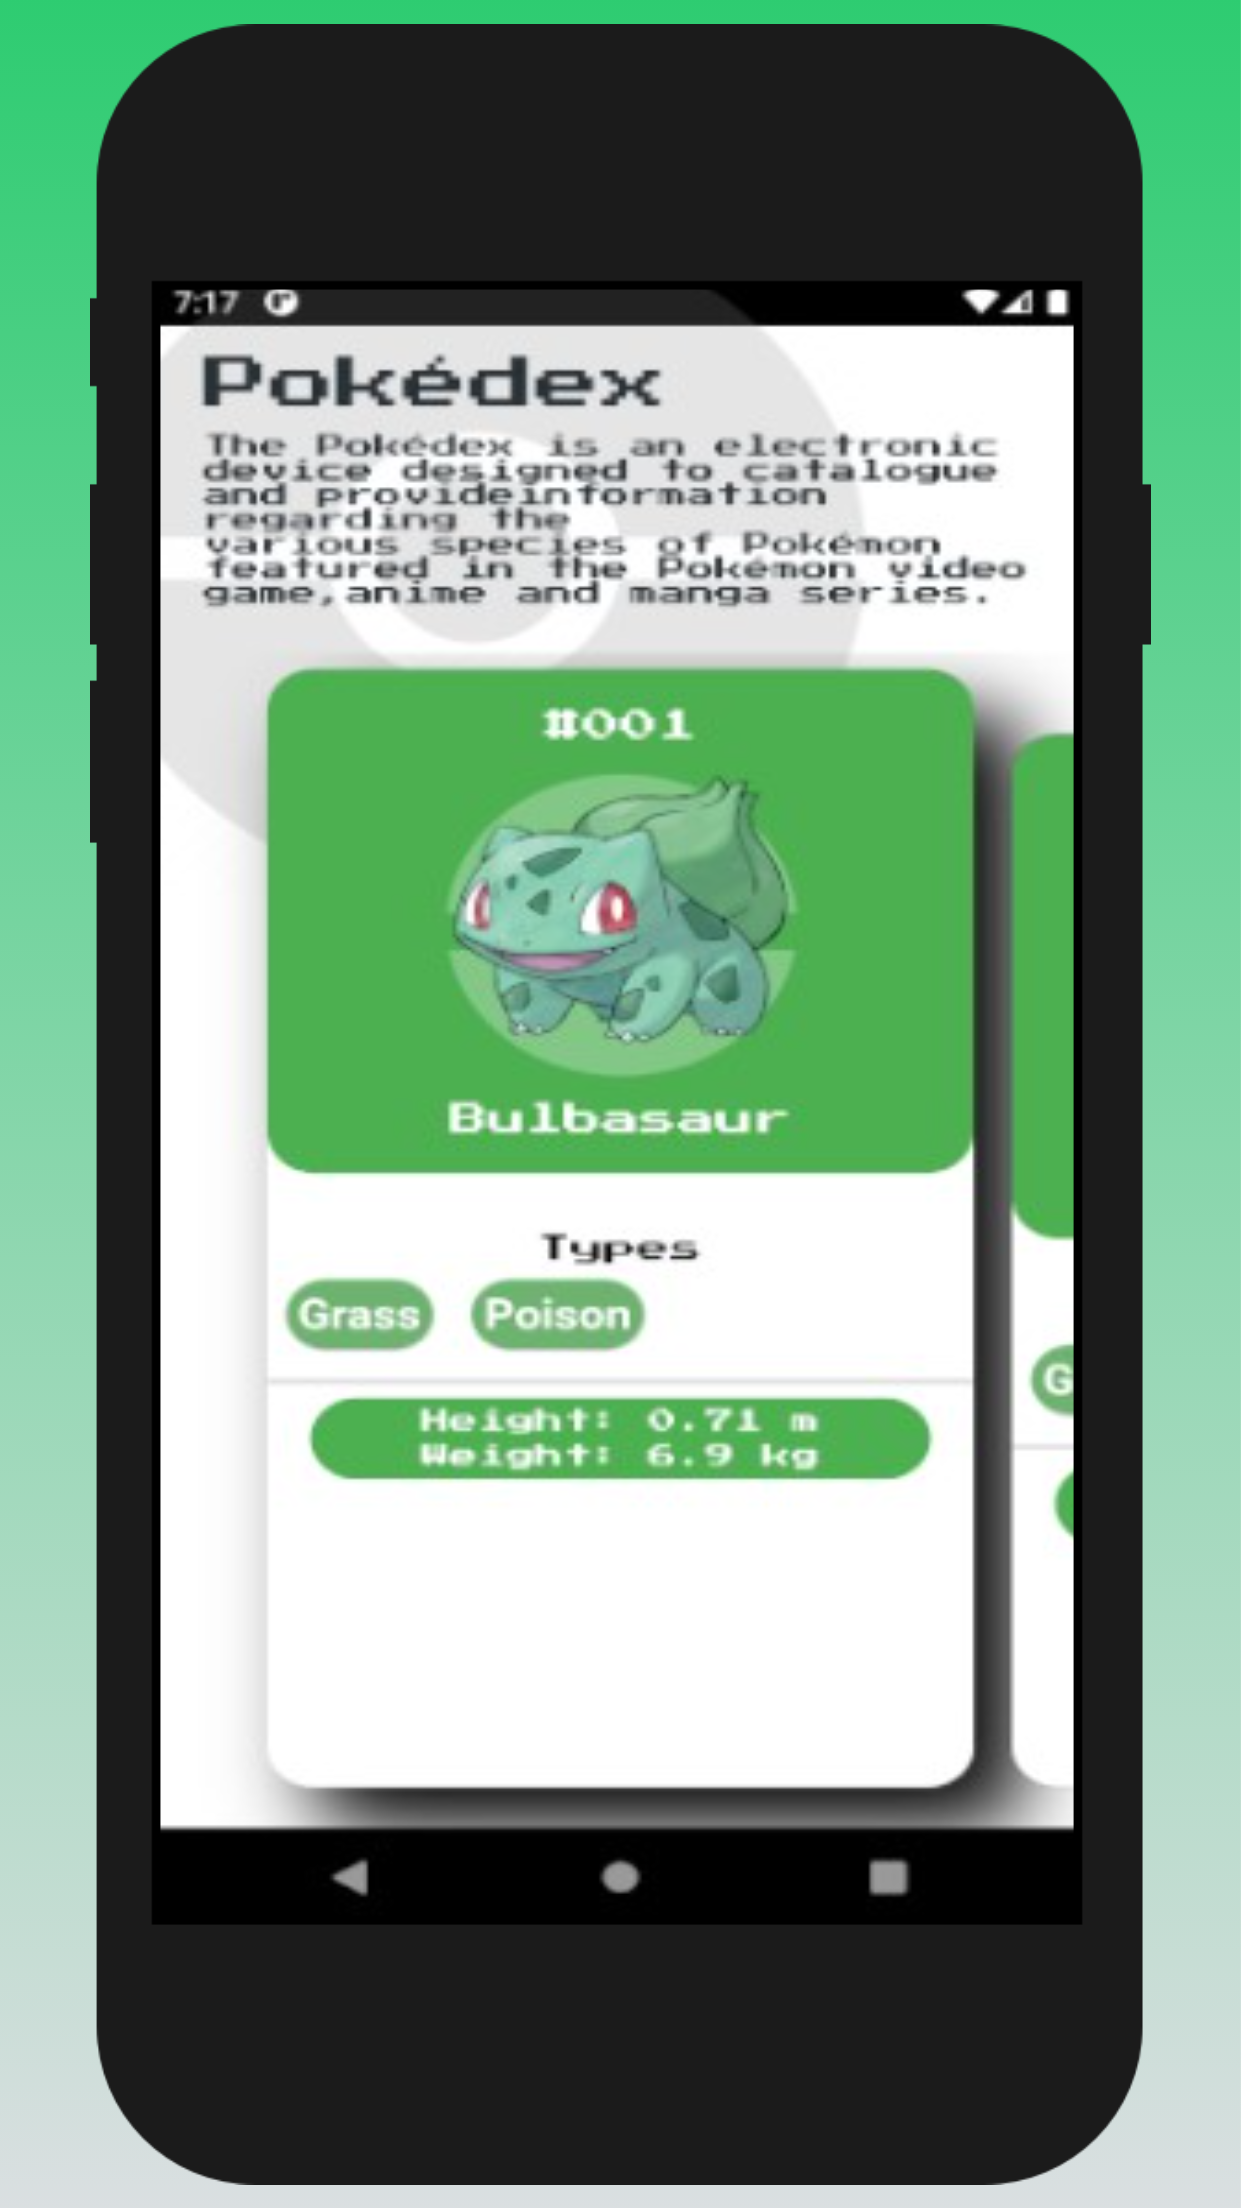 7:17
Pokédex
The Pokédex is an electronic
device designed to catalogue
and provideinformation
regarding the
various species of Pokémon
featured in the Pokémon video
game,anime and manga series.
#001
Bulbasaur
Types
Grass Poison
G
Height: 0.71 m
Weight: 6.9 kg